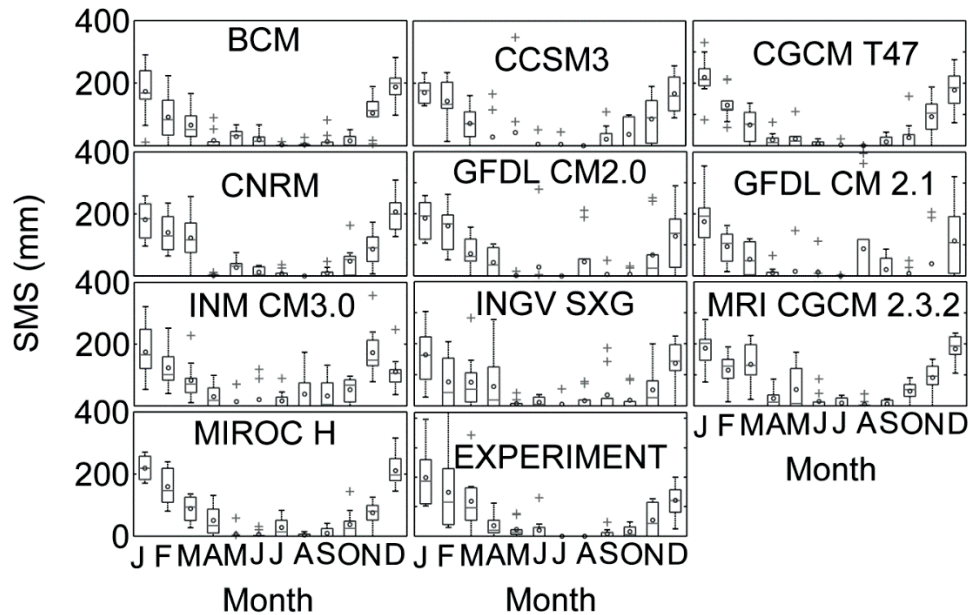 400 BCM CCSM3 CGCM T47
200
400 CNRM GFDL CM2.0 GFDL CM 2.1
200
SMS (mm)
400 INM CM3.0 INGV SXG MRI CGCM 2.3.2
200
400 MIROC H EXPERIMENT
200
0
J F M A M J J A S O N D
Month
J F M A M J J A S O N D J F M A M J J A S O N D
Month Month